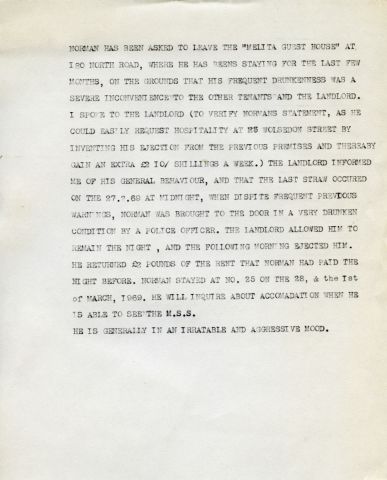 NORMAN HAS BEEN ASKED TO LEAVE THE "MELITA GUEST HOUSE" AT
180 NORTH ROAD, WHERE HE HAS BEENS STAYING FOR THE LAST FEW
MONTHS, ON THE GROUNDS THAT HIS FREQUENT DRUNKENNESS WAS A
SEVERE INCONVENIENCE TO THE OTHER TENANTS AND THE LANDLORD.
I SPOKE TO THE LANDLORD (TO VERIFY NORMANS STATEMENT, AS HE
COULD EASILY REQUEST HOSPITALITY AT WOLSEDON STREET BY
INVENTING HIS EJECTION FROM THE PREVIOUS PREMISES AND THEREBY
GAIN AN EXTRA £2 10/ SHILLINGS A WEEK.) THE LANDLORD INFORMED
ME OF HIS GENERAL BEHAVIOUR, AND THAT THE LAST STRAW OCCURED
ON THE 27.2.69 AT MIDNIGHT, WHEN DISPITE FREQUENT PREVIOUS
WARNINGS, NORMAN WAS BROUGHT TO THE DOOR IN A VERY DRUNKEN
CONDITION BY A POLICE OFFICER. THE LANDLORD ALLOWED HIM TO
REMAIN THE NIGHT , AND THE FOLLOWING MORNING EJECTED HIM.
HE RETURNED £2 POUNDS OF THE RENT THAT NORMAN HAD PAID THE
NIGHT BEFORE. NORMAN STAYED AT NO. 25 ON THE 28, & the 1st
of MARCH, 1969. HE WILL INQUIRE ABOUT ACCOMADATION WHEN HE
IS ABLE TO SEE THE M.S.S.
HE IS GENERALLY IN AN IRRATABLE AND AGGRESSIVE MOOD.